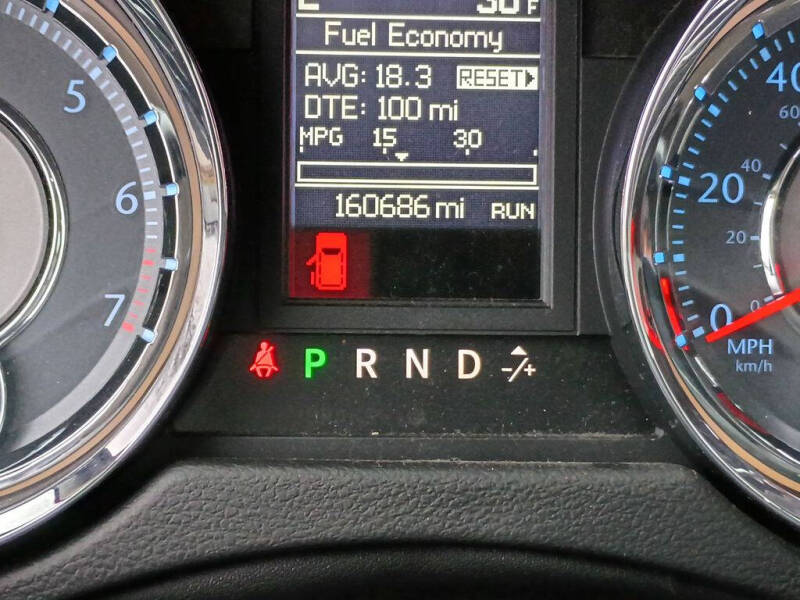 Fuel Economy
AVG: 18.3 RESET
DTE: 100 mi
MPG 15 30
160686 mi RUN
P R N D -/+
5
6
7
40
60
20
40
20
0
0
MPH
km/h